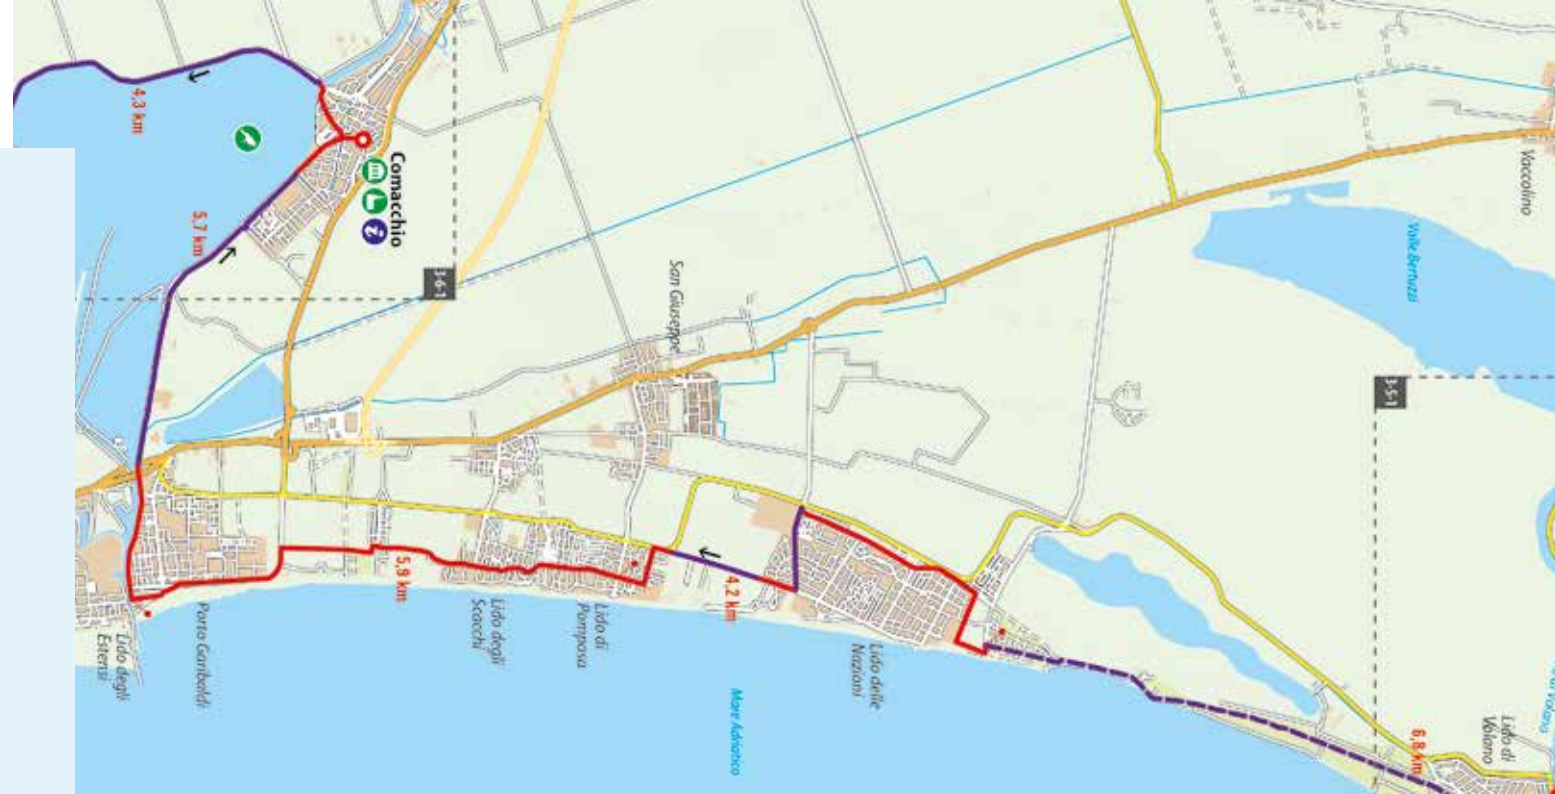 Comacchio
4,3 km
5,7 km
3-6-1
San Giuseppe
Vaccolino
Valle Bertuzzi
3-5-1
5,9 km
4,2 km
6,8 km
Porto Garibaldi
Lido degli
Estensi
Lido degli
Scacchi
Lido di
Pomposa
Lido delle
Nazioni
Mare Adriatico
Lido di
Volano
Volano